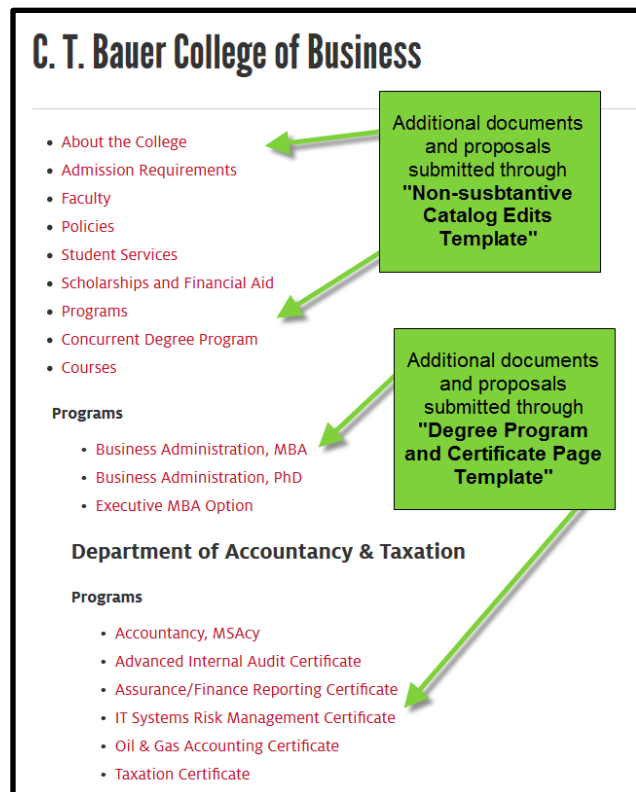 C. T. Bauer College of Business
• About the College
• Admission Requirements
• Faculty
• Policies
• Student Services
• Scholarships and Financial Aid
• Programs
• Concurrent Degree Program
• Courses
Additional documents
and proposals
submitted through
"Non-susbtantive
Catalog Edits
Template"
Programs
• Business Administration, MBA
• Business Administration, PhD
• Executive MBA Option
Additional documents
and proposals
submitted through
"Degree Program
and Certificate Page
Template"
Department of Accountancy & Taxation
Programs
• Accountancy, MSAcy
• Advanced Internal Audit Certificate
• Assurance/Finance Reporting Certificate
• IT Systems Risk Management Certificate
• Oil & Gas Accounting Certificate
• Taxation Certificate